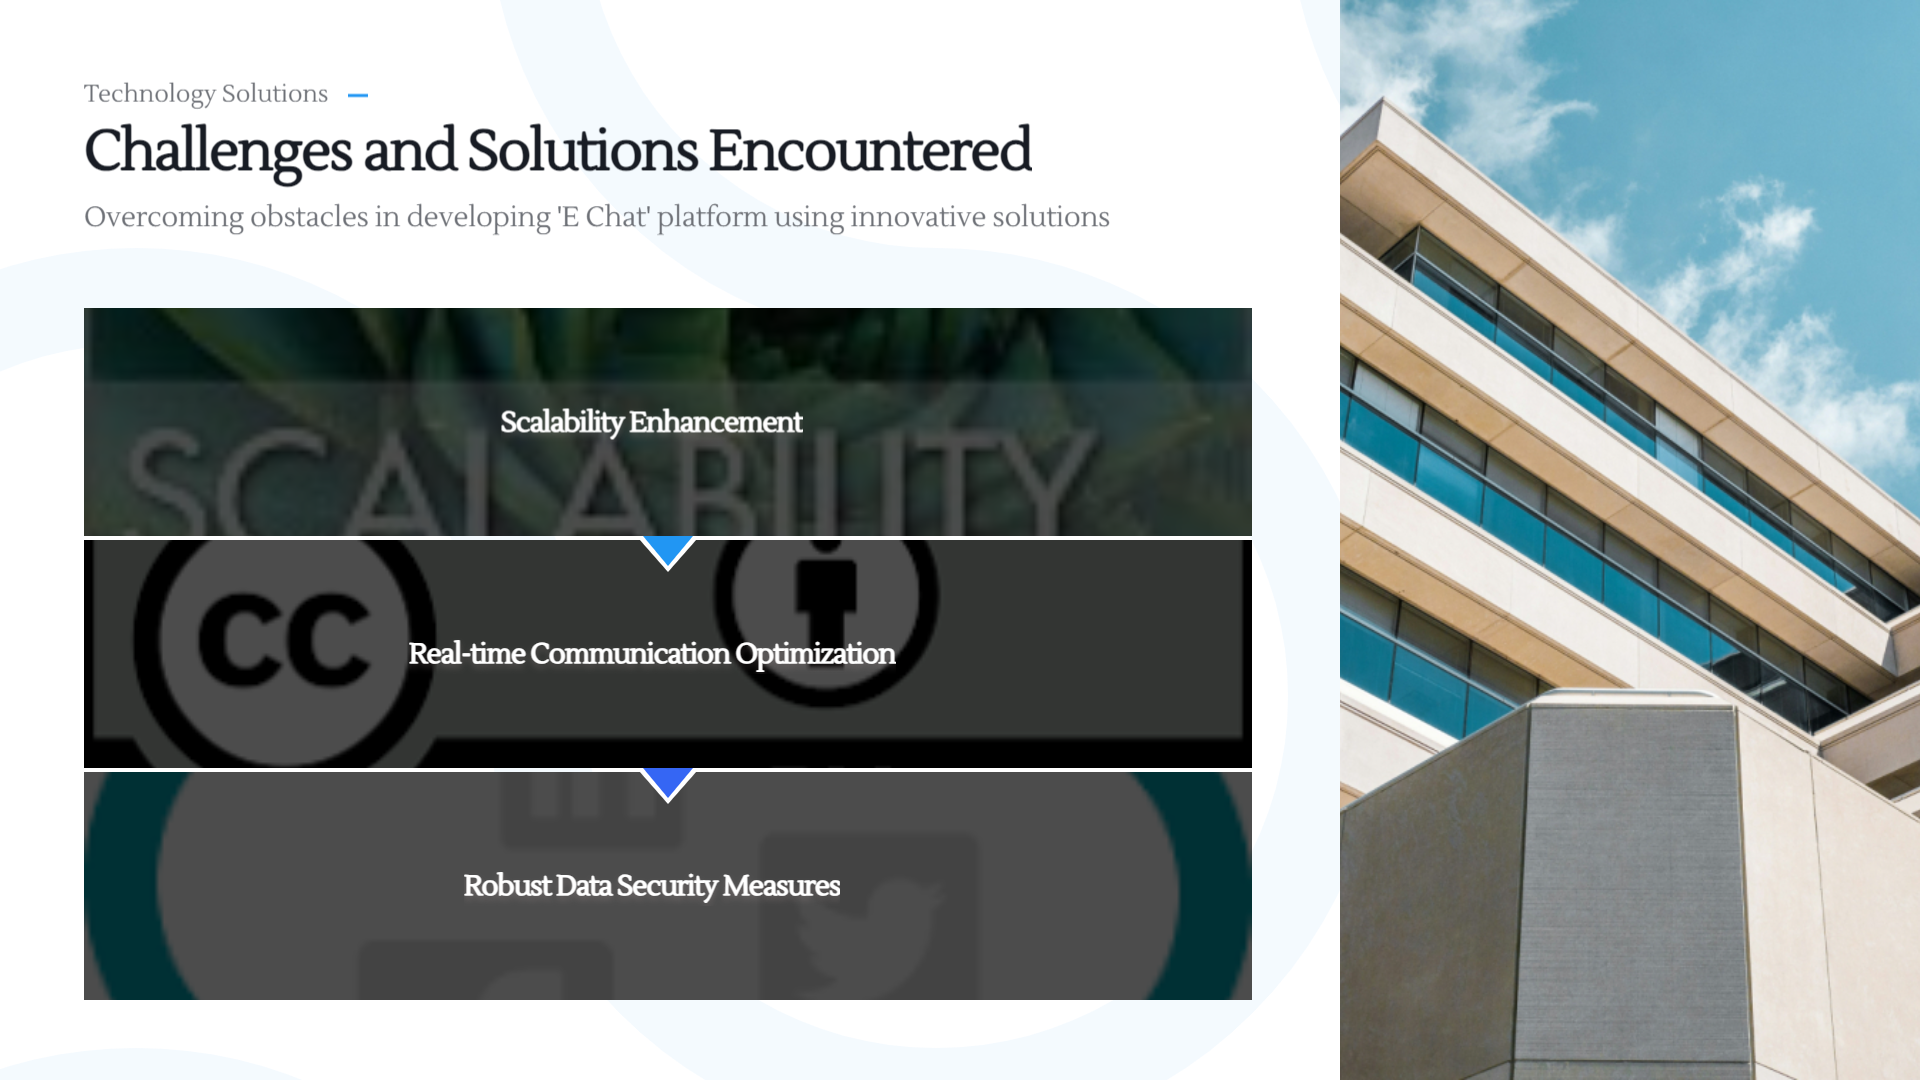 Technology Solutions
Challenges and Solutions Encountered
Overcoming obstacles in developing 'E Chat' platform using innovative solutions
Scalability Enhancement
SCALABILITY
cc
Real-time Communication Optimization
Robust Data Security Measures